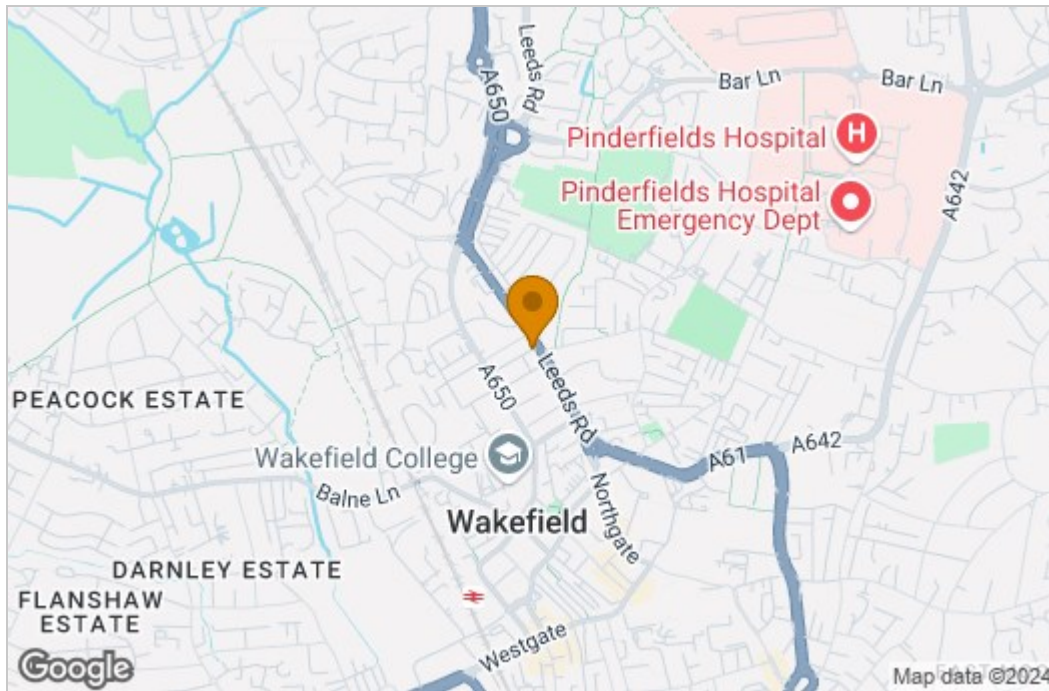 Leeds Rd
A650
Bar Ln
Bar Ln
Pinderfields Hospital
H
Pinderfields Hospital
Emergency Dept
A642
PEACOCK ESTATE
A650
Leeds Rd
Wakefield College
A61
A642
Balne Ln
Northgate
Wakefield
DARNLEY ESTATE
FLANSHAW
ESTATE
Westgate
Google
Map data ©2024